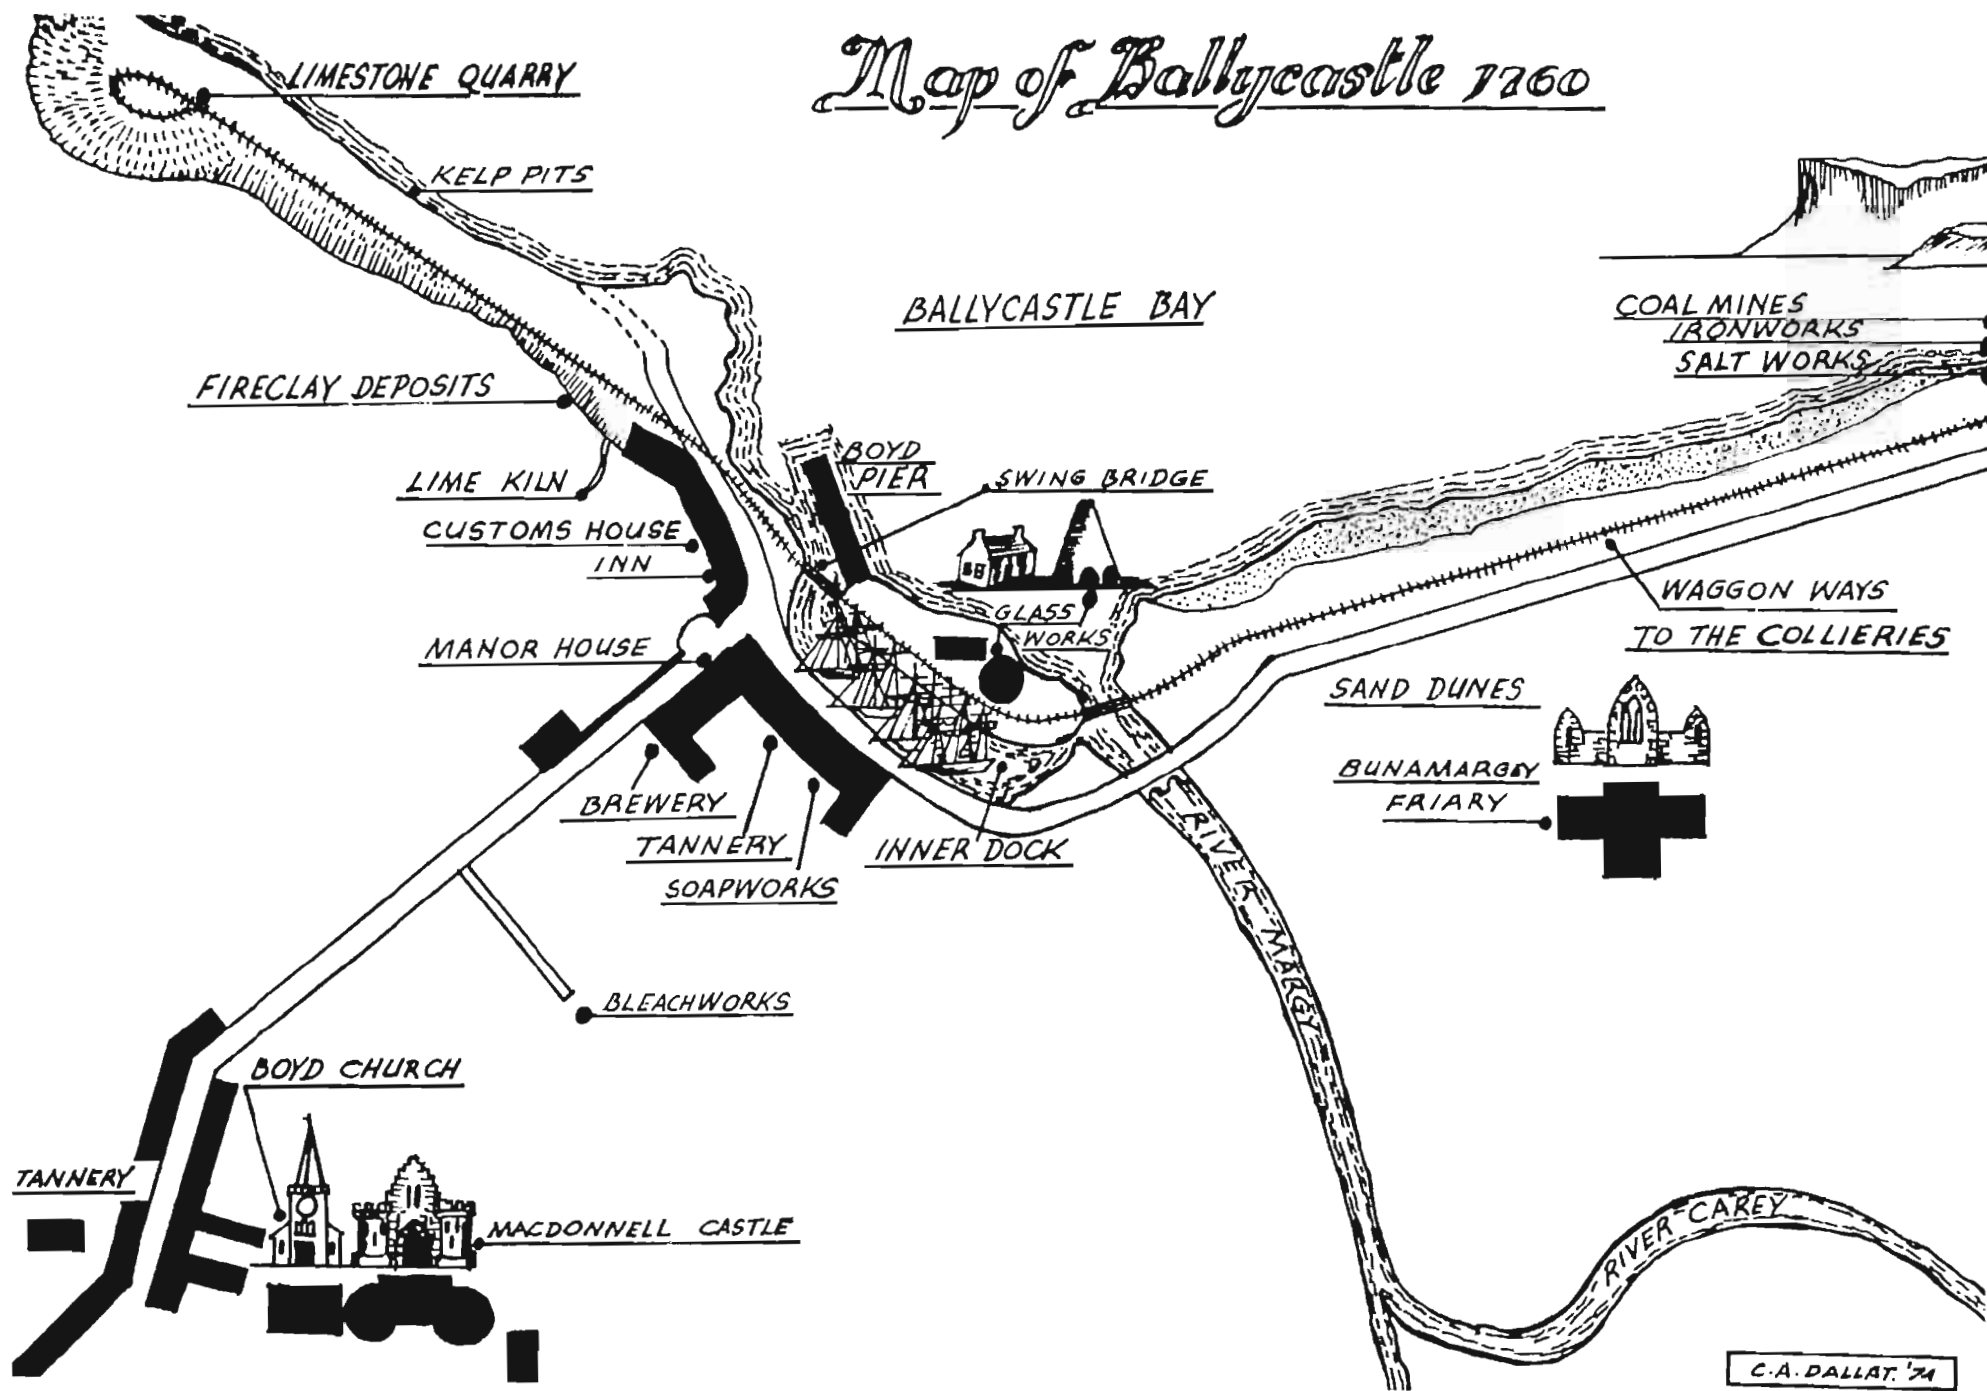 Map of Ballycastle 1760
LIMESTONE QUARRY
KELP PITS
BALLYCASTLE BAY
COAL MINES
IRONWORKS
SALT WORKS
FIRECLAY DEPOSITS
BOYD
PIER
SWING BRIDGE
LIME KILN
CUSTOMS HOUSE
INN
GLASS
WORKS
WAGGON WAYS
TO THE COLLIERIES
MANOR HOUSE
SAND DUNES
BUNAMARGEY
FRIARY
BREWERY
TANNERY
SOAPWORKS
INNER DOCK
RIVER MARGY
BLEACHWORKS
BOYD CHURCH
TANNERY
MACDONNELL CASTLE
RIVER CAREY
C.A. DALLAT. '74